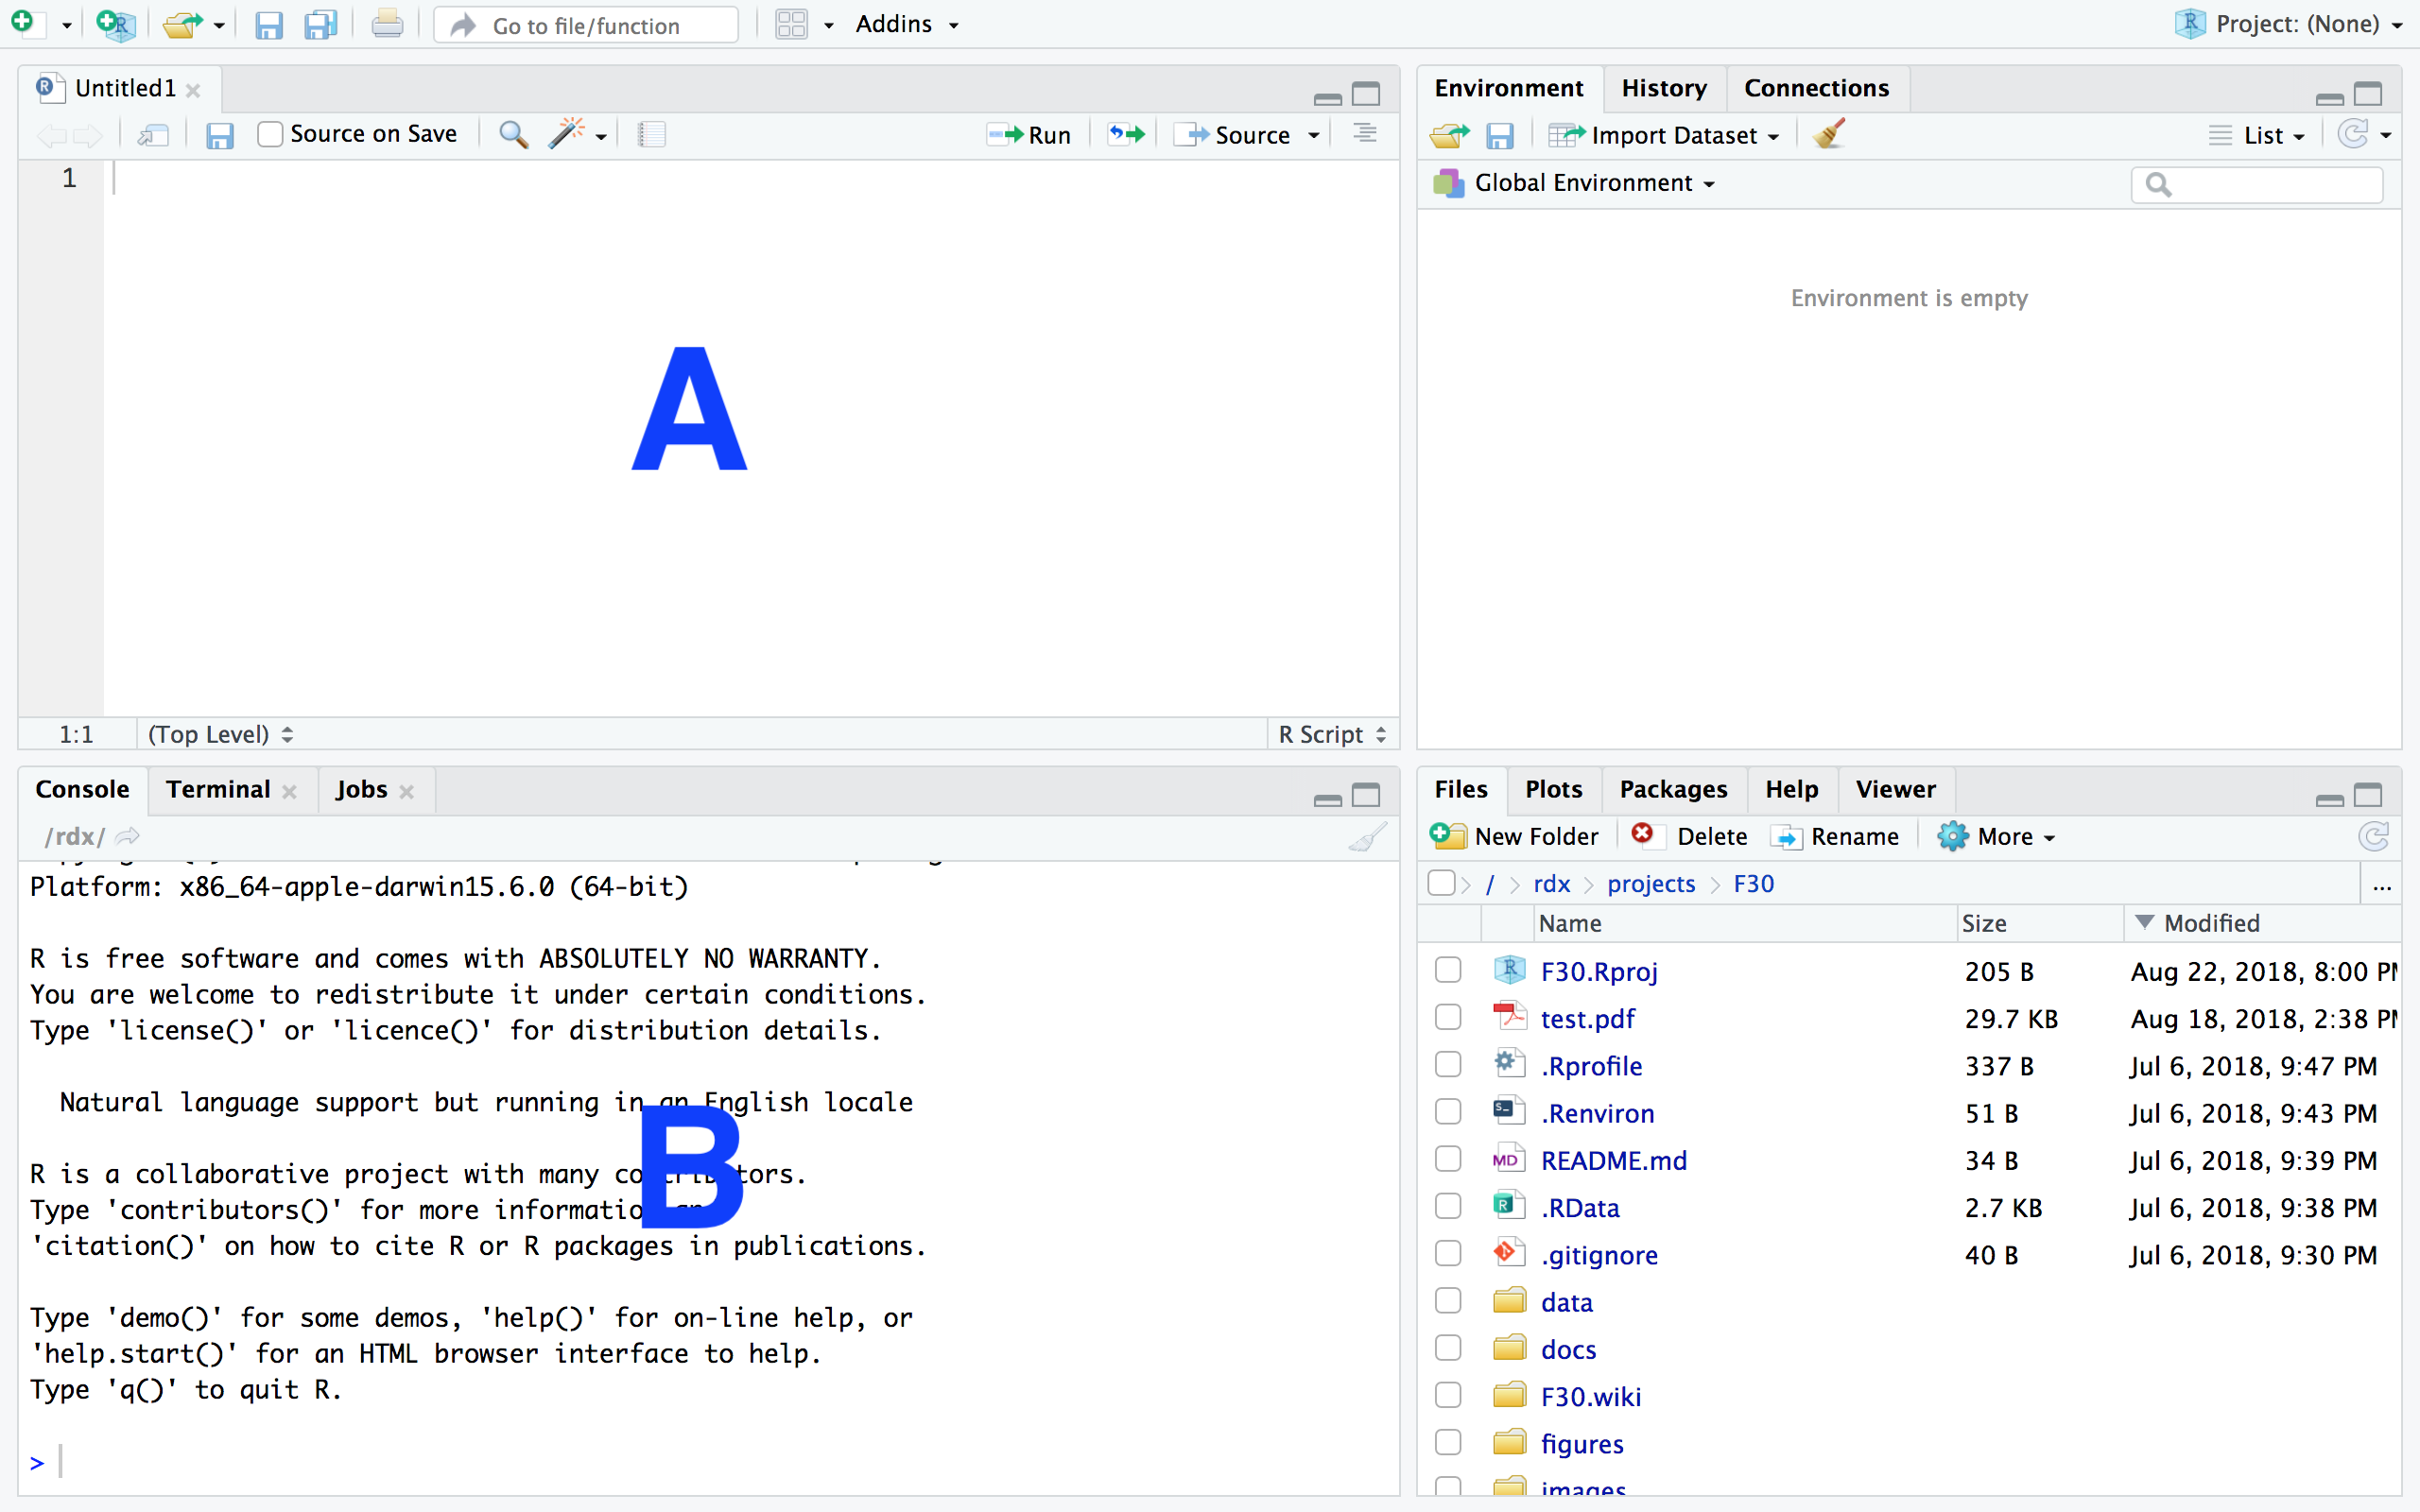 Go to file/function Addins Project: (None)
Untitled1
Source on Save Run Source
1
A
1:1 (Top Level) R Script
Environment History Connections
Import Dataset List
Global Environment
Environment is empty
Console Terminal Jobs
/rdx/
Platform: x86_64-apple-darwin15.6.0 (64-bit)
R is free software and comes with ABSOLUTELY NO WARRANTY.
You are welcome to redistribute it under certain conditions.
Type 'license()' or 'licence()' for distribution details.
Natural language support but running in an English locale
R is a collaborative project with many contributors.
Type 'contributors()' for more information and
'citation()' on how to cite R or R packages in publications.
B
Type 'demo()' for some demos, 'help()' for on-line help, or
'help.start()' for an HTML browser interface to help.
Type 'q()' to quit R.
>
Files Plots Packages Help Viewer
New Folder Delete Rename More
/ rdx projects F30 ...
Name Size Modified
F30.Rproj 205 B Aug 22, 2018, 8:00 PM
test.pdf 29.7 KB Aug 18, 2018, 2:38 PM
.Rprofile 337 B Jul 6, 2018, 9:47 PM
.Renviron 51 B Jul 6, 2018, 9:43 PM
README.md 34 B Jul 6, 2018, 9:39 PM
.RData 2.7 KB Jul 6, 2018, 9:38 PM
.gitignore 40 B Jul 6, 2018, 9:30 PM
data
docs
F30.wiki
figures
images